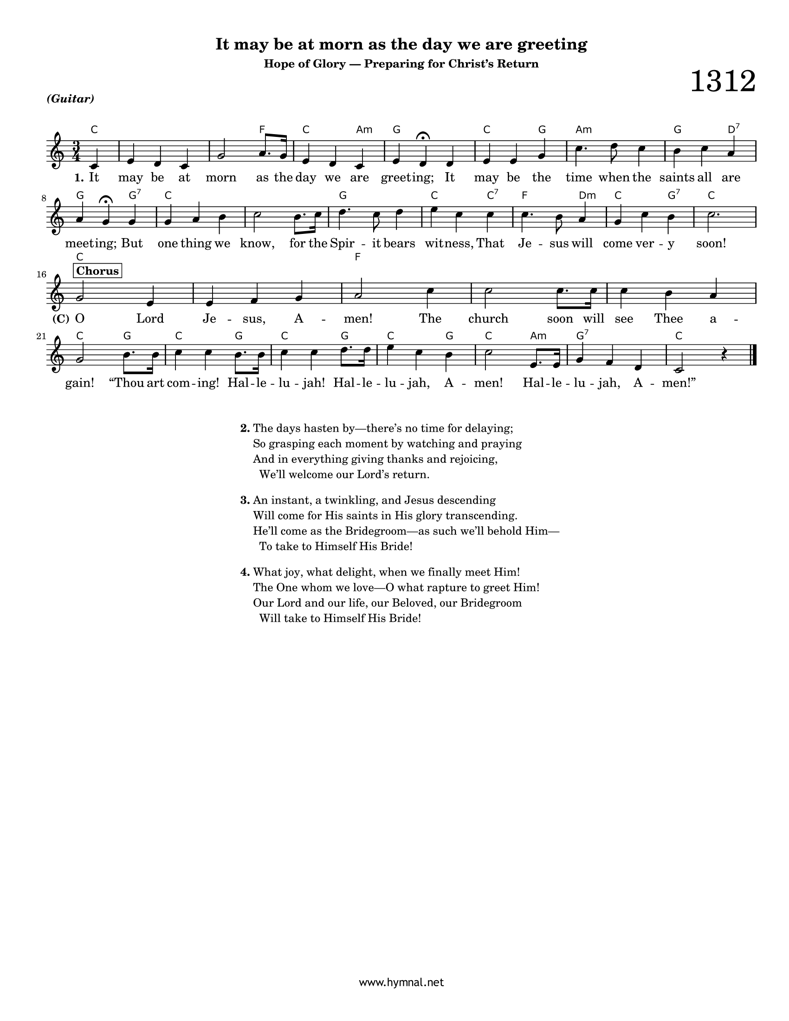 It may be at morn as the day we are greeting
Hope of Glory — Preparing for Christ's Return
1312
(Guitar)
C F C Am G C G Am G D7
3
4
1. It may be at morn as the day we are greeting; It may be the time when the saints all are
8
G G7 C G C C7 F Dm C G7 C
meeting; But one thing we know, for the Spir - it bears witness, That Je - sus will come ver - y soon!
16
C F
Chorus
(C) O Lord Je - sus, A - men! The church soon will see Thee a -
21
C G C G C G C G C Am G7 C
gain! “Thou art com - ing! Hal - le - lu - jah! Hal - le - lu - jah, A - men! Hal - le - lu - jah, A - men!”
2. The days hasten by—there's no time for delaying;
So grasping each moment by watching and praying
And in everything giving thanks and rejoicing,
We'll welcome our Lord's return.
3. An instant, a twinkling, and Jesus descending
Will come for His saints in His glory transcending.
He'll come as the Bridegroom—as such we'll behold Him—
To take to Himself His Bride!
4. What joy, what delight, when we finally meet Him!
The One whom we love—O what rapture to greet Him!
Our Lord and our life, our Beloved, our Bridegroom
Will take to Himself His Bride!
www.hymnal.net